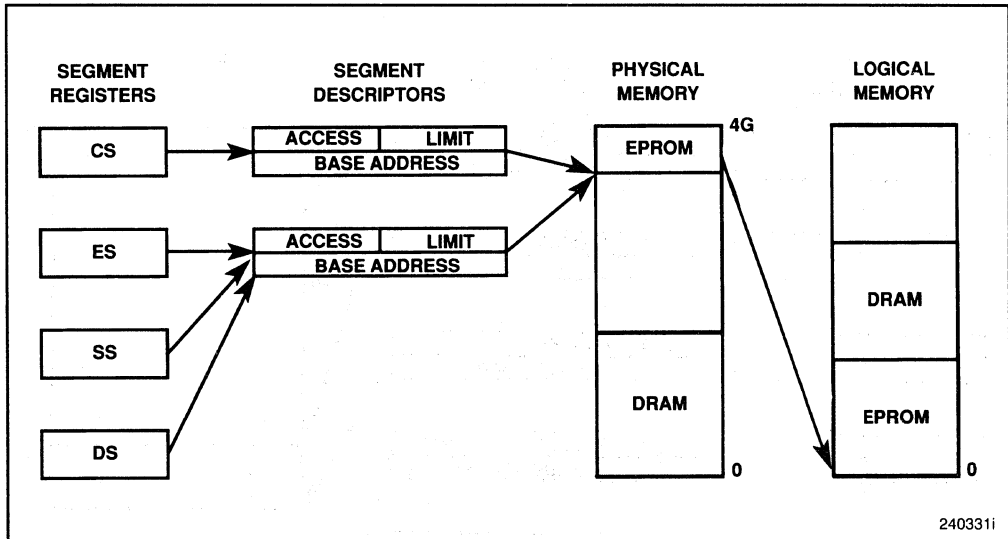 SEGMENT
REGISTERS
SEGMENT
DESCRIPTORS
PHYSICAL
MEMORY
LOGICAL
MEMORY
CS
ACCESS LIMIT
BASE ADDRESS
4G
EPROM
ES
ACCESS LIMIT
BASE ADDRESS
SS
DS
DRAM
0
DRAM
EPROM
0
240331i